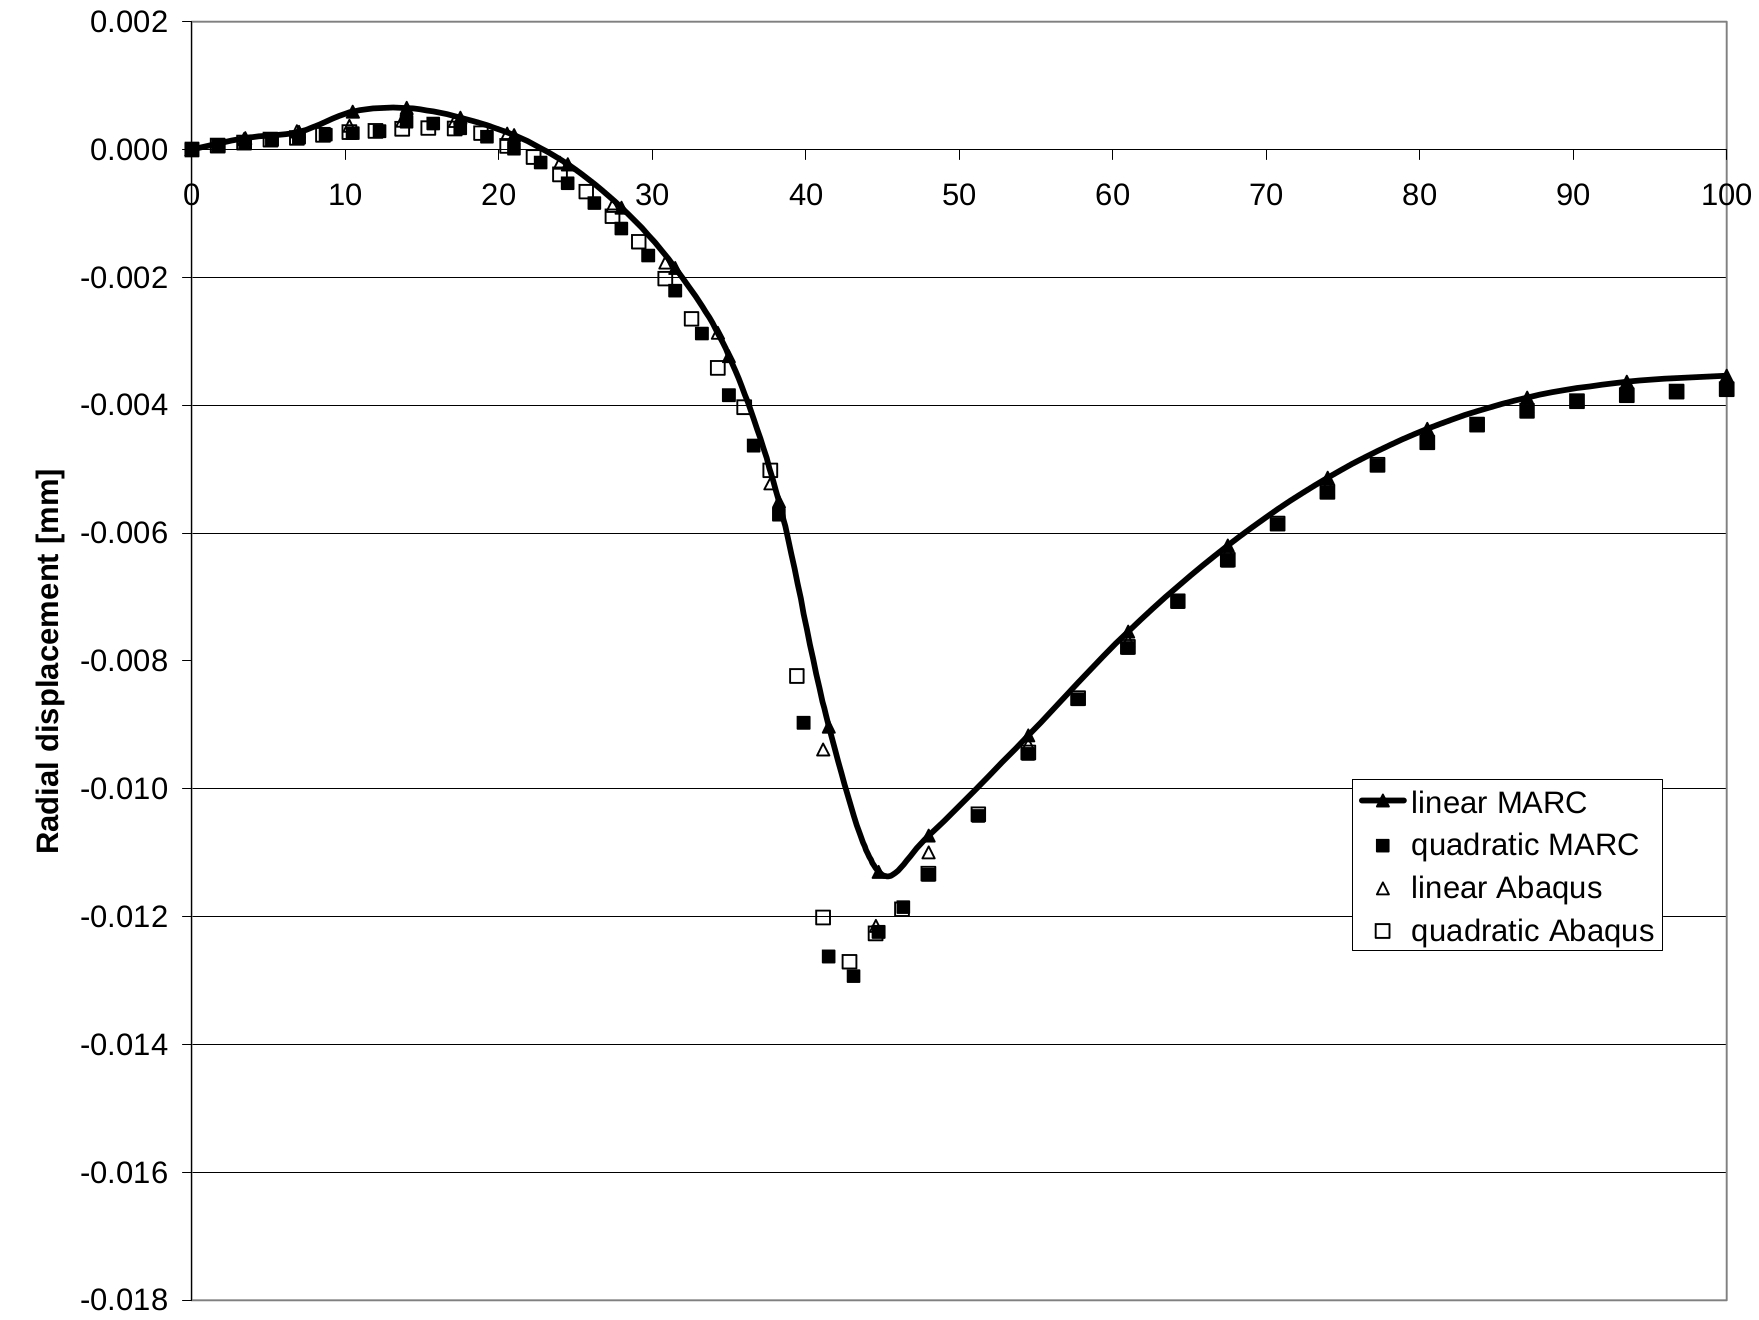 0.002
0.000
0 10 20 30 40 50 60 70 80 90 100
-0.002
-0.004
-0.006
-0.008
-0.010
-0.012
-0.014
-0.016
-0.018
Radial displacement [mm]
linear MARC
quadratic MARC
linear Abaqus
quadratic Abaqus